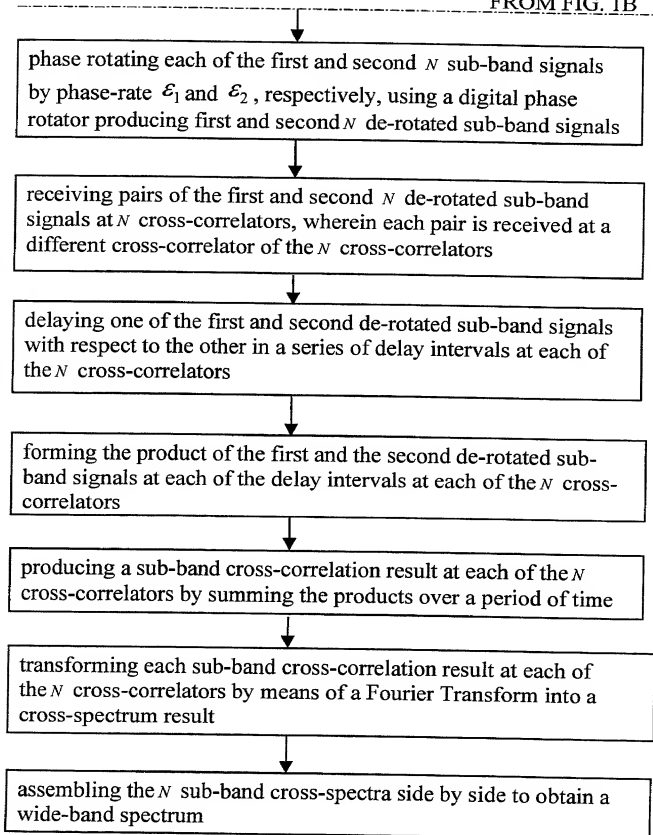 FROM FIG. 1B
phase rotating each of the first and second N sub-band signals
by phase-rate ε1 and ε2, respectively, using a digital phase
rotator producing first and second N de-rotated sub-band signals
receiving pairs of the first and second N de-rotated sub-band
signals at N cross-correlators, wherein each pair is received at a
different cross-correlator of the N cross-correlators
delaying one of the first and second de-rotated sub-band signals
with respect to the other in a series of delay intervals at each of
the N cross-correlators
forming the product of the first and the second de-rotated sub-
band signals at each of the delay intervals at each of the N cross-
correlators
producing a sub-band cross-correlation result at each of the N
cross-correlators by summing the products over a period of time
transforming each sub-band cross-correlation result at each of
the N cross-correlators by means of a Fourier Transform into a
cross-spectrum result
assembling the N sub-band cross-spectra side by side to obtain a
wide-band spectrum